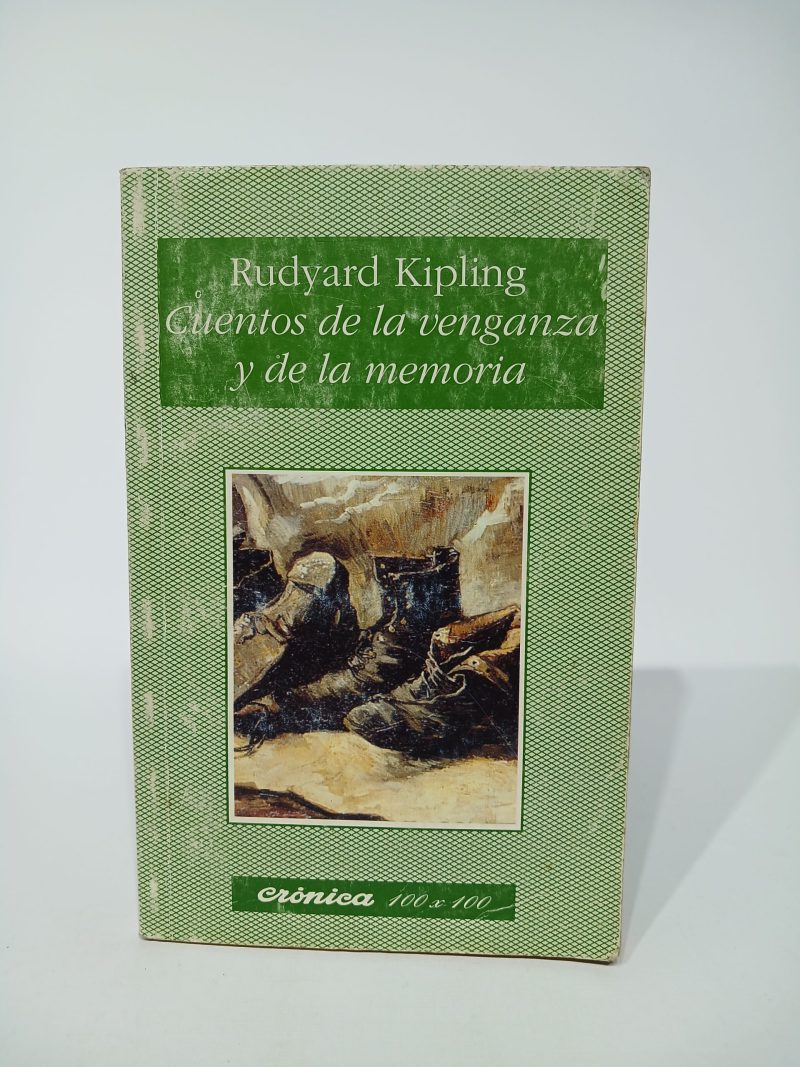 Rudyard Kipling
Cuentos de la venganza
y de la memoria
crónica 100 x 100